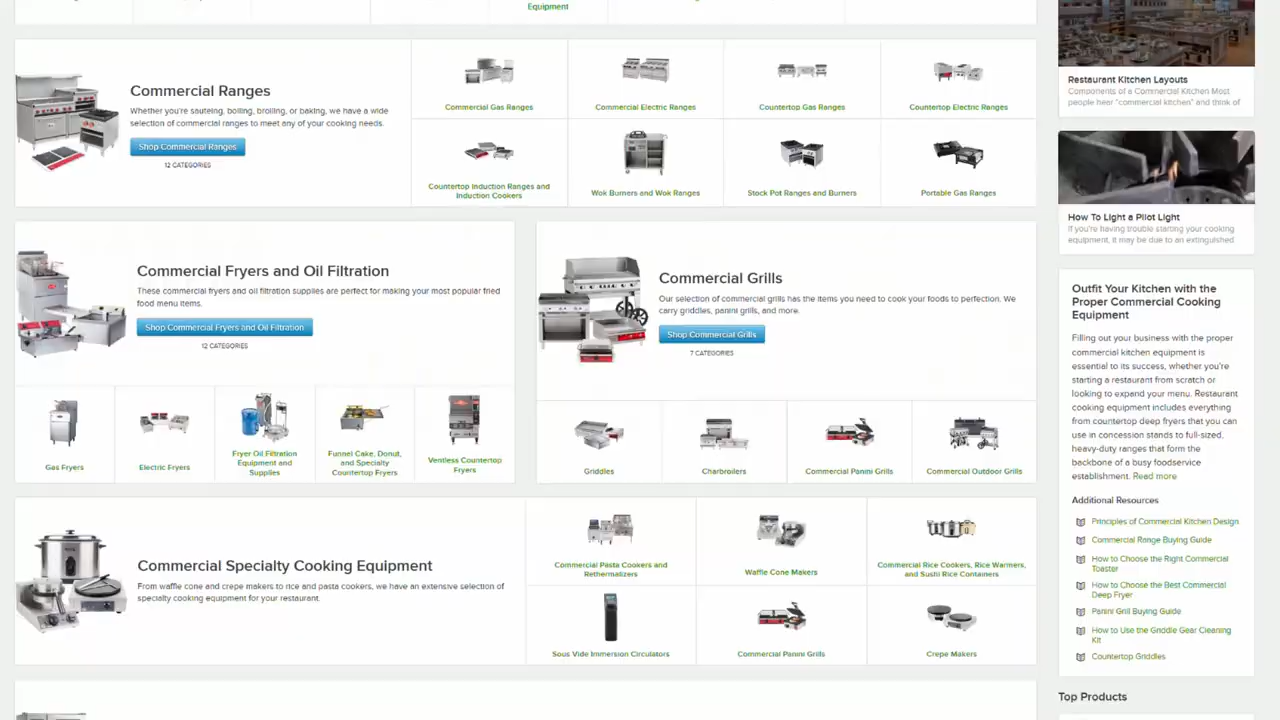 Equipment
Commercial Ranges
Whether you're sauteing, boiling, broiling, or baking, we have a wide
selection of commercial ranges to meet any of your cooking needs.
Shop Commercial Ranges
12 CATEGORIES
Commercial Gas Ranges
Commercial Electric Ranges
Countertop Gas Ranges
Countertop Electric Ranges
Countertop Induction Ranges and
Induction Cookers
Wok Burners and Wok Ranges
Stock Pot Ranges and Burners
Portable Gas Ranges
Commercial Fryers and Oil Filtration
These commercial fryers and oil filtration supplies are perfect for making your most popular fried
food menu items.
Shop Commercial Fryers and Oil Filtration
12 CATEGORIES
Gas Fryers
Electric Fryers
Fryer Oil Filtration
Equipment and
Supplies
Funnel Cake, Donut,
and Specialty
Countertop Fryers
Ventless Countertop
Fryers
Commercial Grills
Our selection of commercial grills has the items you need to cook your foods to perfection. We
carry griddles, panini grills, and more.
Shop Commercial Grills
7 CATEGORIES
Griddles
Charbroilers
Commercial Panini Grills
Commercial Outdoor Grills
Commercial Specialty Cooking Equipment
From waffle cone and crepe makers to rice and pasta cookers, we have an extensive selection of
specialty cooking equipment for your restaurant.
Commercial Pasta Cookers and
Rethermalizers
Waffle Cone Makers
Commercial Rice Cookers, Rice Warmers,
and Sushi Rice Containers
Sous Vide Immersion Circulators
Commercial Panini Grills
Crepe Makers
Restaurant Kitchen Layouts
Components of a Commercial Kitchen Most
people hear "commercial kitchen" and think of
How To Light a Pilot Light
If you're having trouble starting your cooking
equipment, it may be due to an extinguished
Outfit Your Kitchen with the
Proper Commercial Cooking
Equipment
Filling out your business with the proper
commercial kitchen equipment is
essential to its success, whether you're
starting a restaurant from scratch or
looking to expand your menu. Restaurant
cooking equipment includes everything
from countertop deep fryers that you can
use in concession stands to full-sized,
heavy-duty ranges that form the
backbone of a busy foodservice
establishment. Read more
Additional Resources
Principles of Commercial Kitchen Design
Commercial Range Buying Guide
How to Choose the Right Commercial
Toaster
How to Choose the Best Commercial
Deep Fryer
Panini Grill Buying Guide
How to Use the Griddle Gear Cleaning
Kit
Countertop Griddles
Top Products